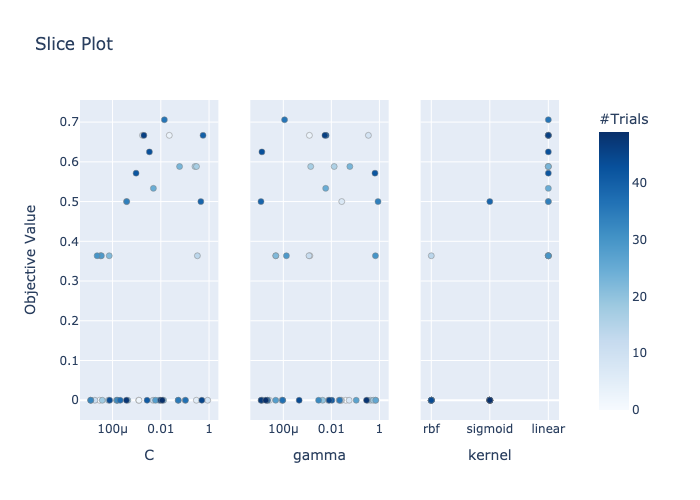 Slice Plot
#Trials
Objective Value
0.7
0.6
0.5
0.4
0.3
0.2
0.1
0
100μ 0.01 1
C
100μ 0.01 1
gamma
rbf sigmoid linear
kernel
40
30
20
10
0